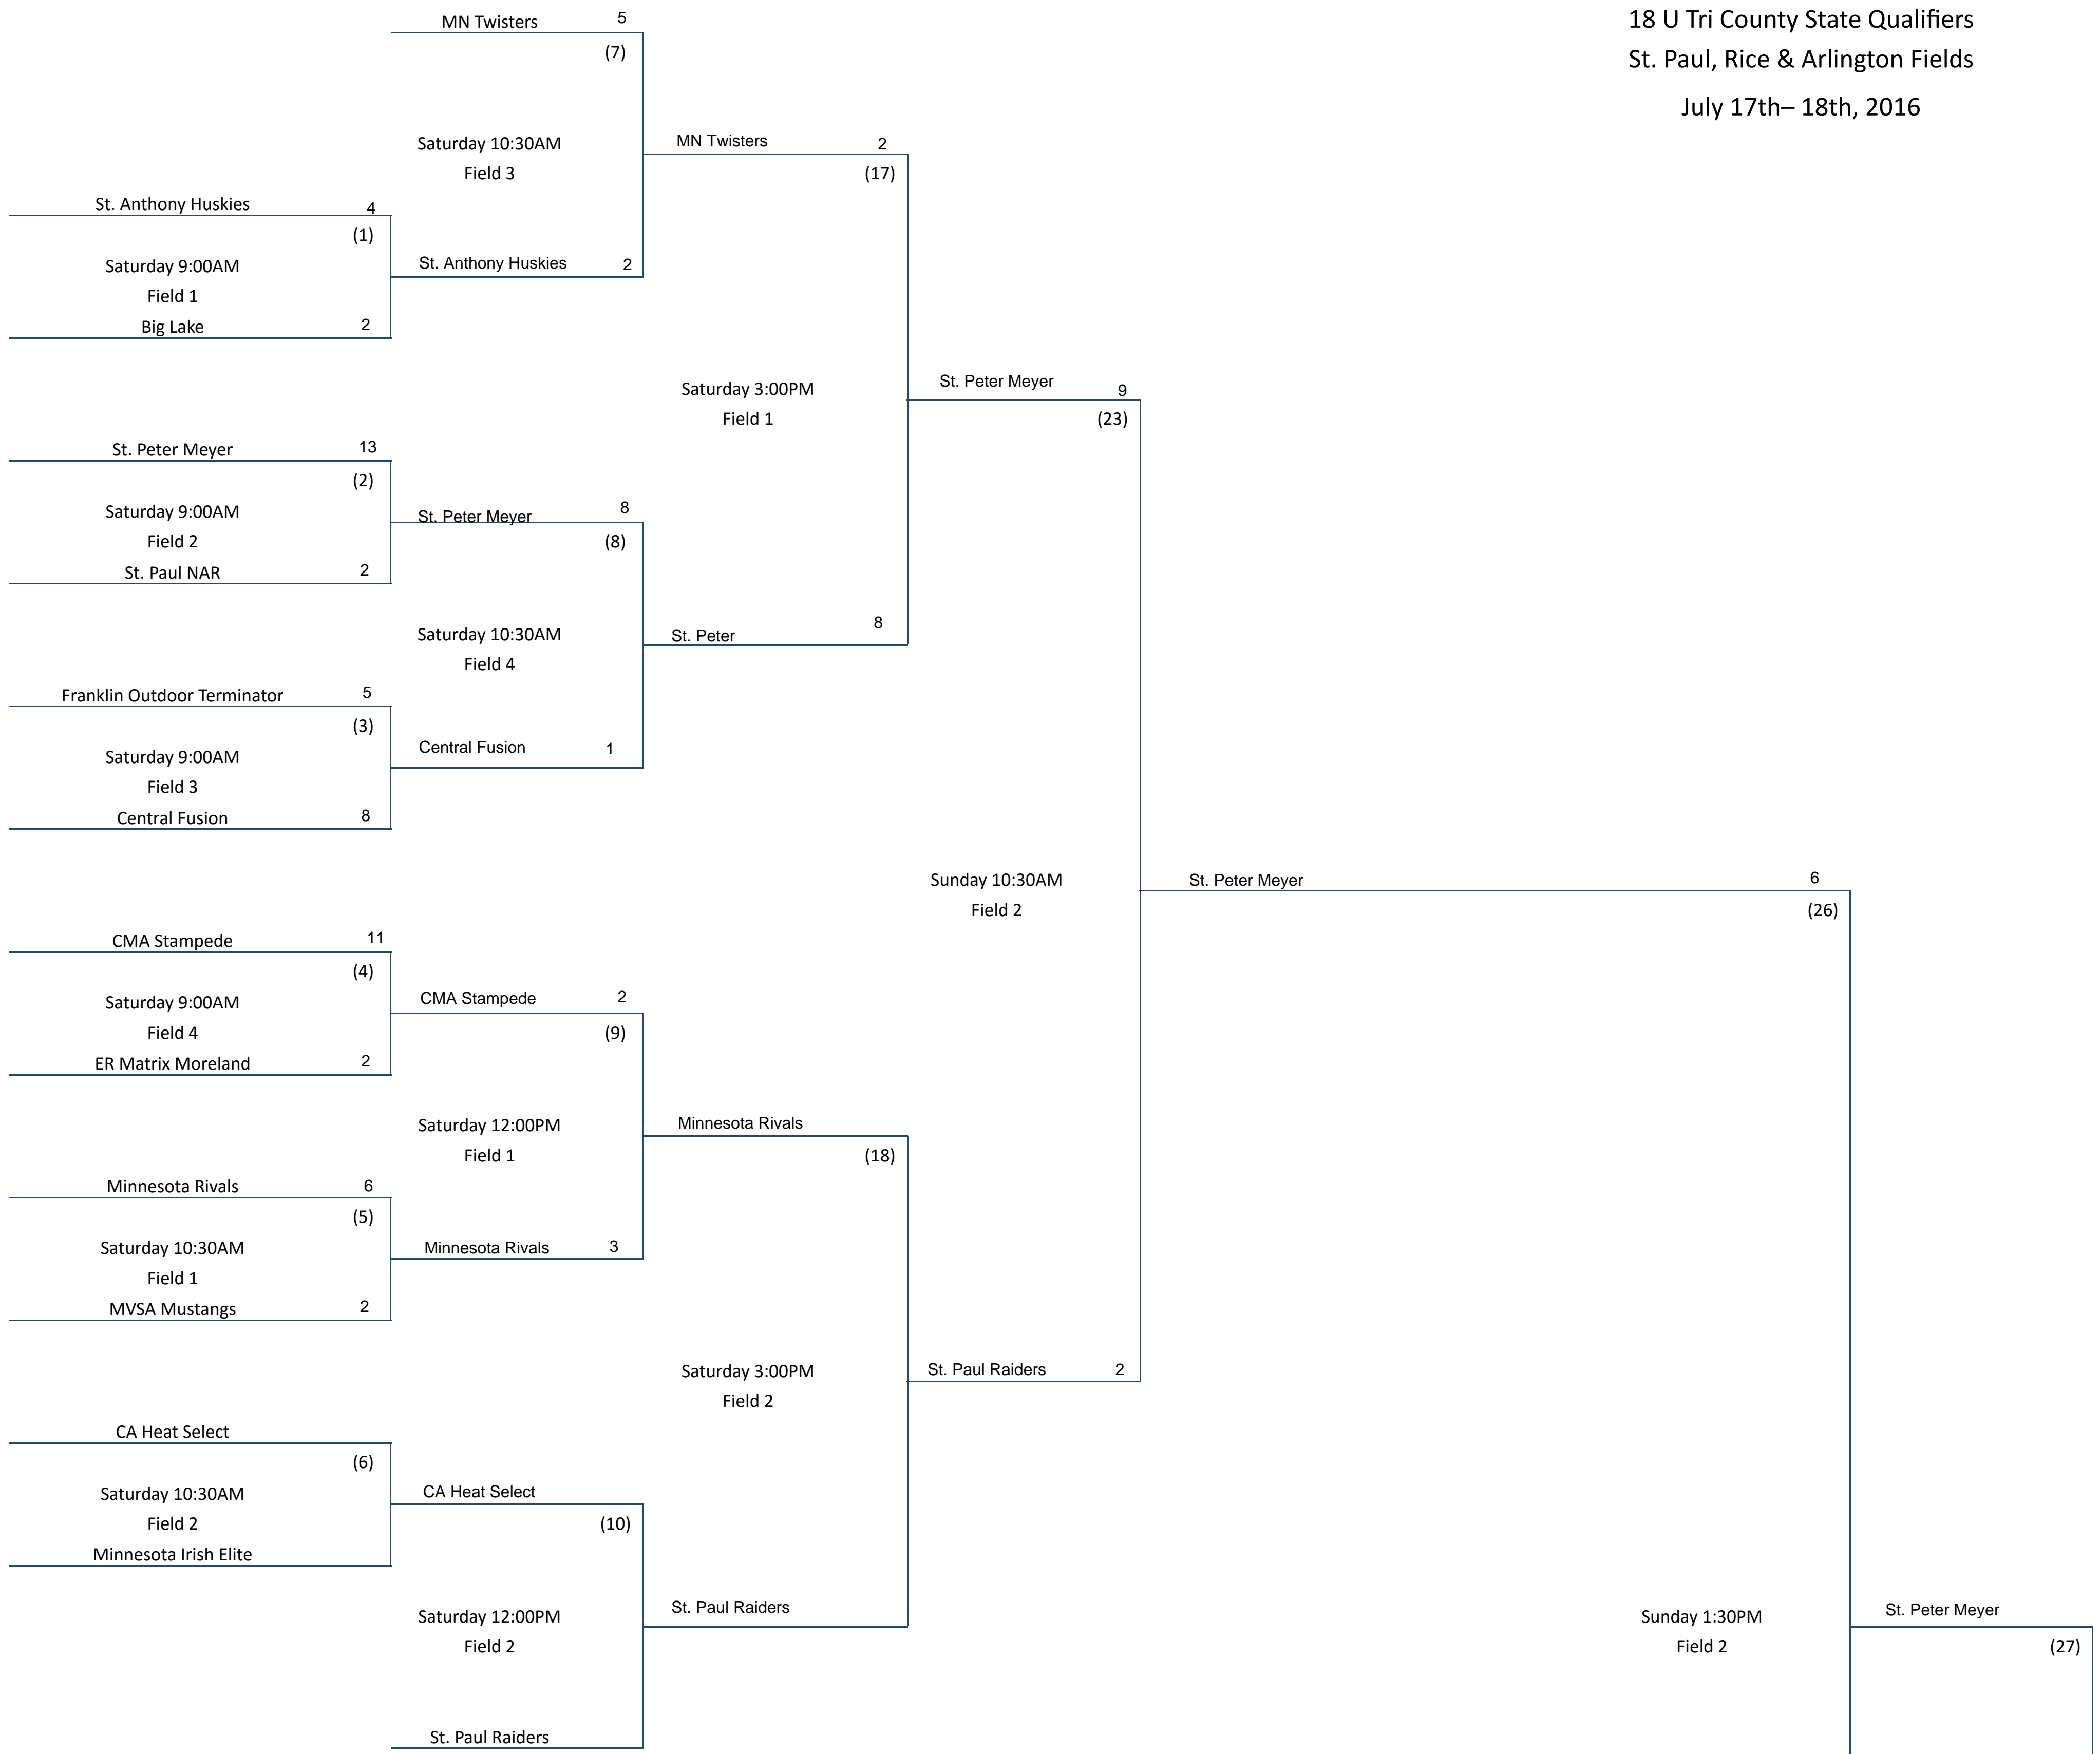 18 U Tri County State Qualifiers
St. Paul, Rice & Arlington Fields
July 17th– 18th, 2016
MN Twisters 5
(7)
Saturday 10:30AM
Field 3
St. Anthony Huskies 4
(1)
Saturday 9:00AM
Field 1
Big Lake 2
St. Anthony Huskies 2
MN Twisters 2
(17)
Saturday 3:00PM
Field 1
St. Peter Meyer 13
(2)
Saturday 9:00AM
Field 2
St. Paul NAR 2
St. Peter Meyer 8
(8)
Saturday 10:30AM
Field 4
St. Peter 8
Franklin Outdoor Terminator 5
(3)
Saturday 9:00AM
Field 3
Central Fusion 8
Central Fusion 1
St. Peter Meyer 9
(23)
Sunday 10:30AM
Field 2
St. Peter Meyer 6
(26)
CMA Stampede 11
(4)
Saturday 9:00AM
Field 4
ER Matrix Moreland 2
CMA Stampede 2
(9)
Saturday 12:00PM
Field 1
Minnesota Rivals
(18)
Minnesota Rivals 6
(5)
Saturday 10:30AM
Field 1
MVSA Mustangs 2
Minnesota Rivals 3
Saturday 3:00PM
Field 2
St. Paul Raiders 2
CA Heat Select
(6)
Saturday 10:30AM
Field 2
Minnesota Irish Elite
CA Heat Select
(10)
Saturday 12:00PM
Field 2
St. Paul Raiders
St. Paul Raiders
Sunday 1:30PM
Field 2
St. Peter Meyer
(27)